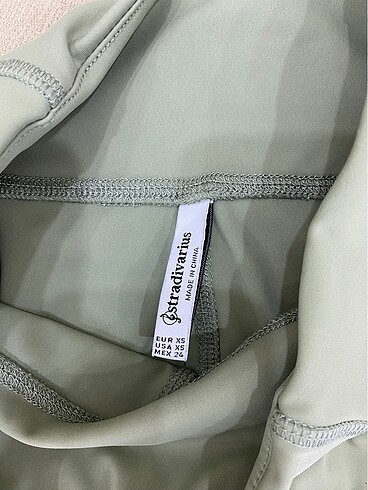 stradivarius
MADE IN CHINA
EUR XS
USA XS
MEX 24